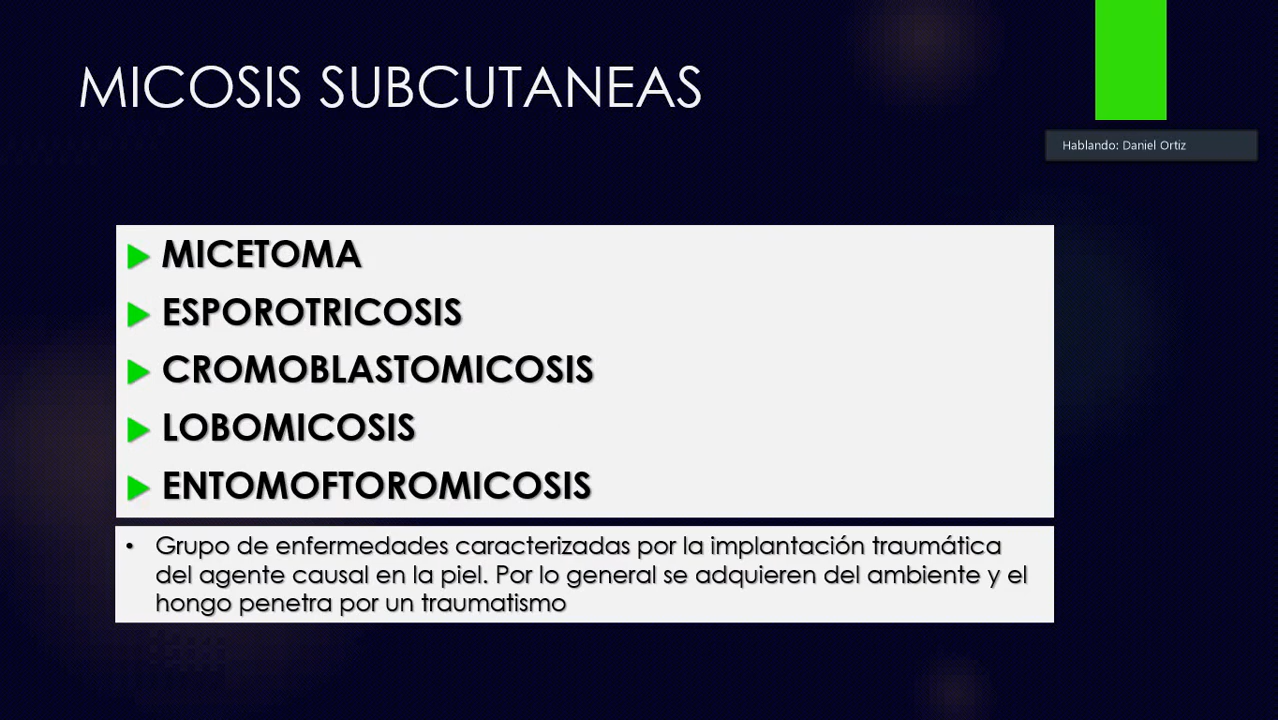 MICOSIS SUBCUTANEAS
Hablando: Daniel Ortiz
MICETOMA
ESPOROTRICOSIS
CROMOBLASTOMICOSIS
LOBOMICOSIS
ENTOMOFTOROMICOSIS
• Grupo de enfermedades caracterizadas por la implantación traumática
del agente causal en la piel. Por lo general se adquieren del ambiente y el
hongo penetra por un traumatismo